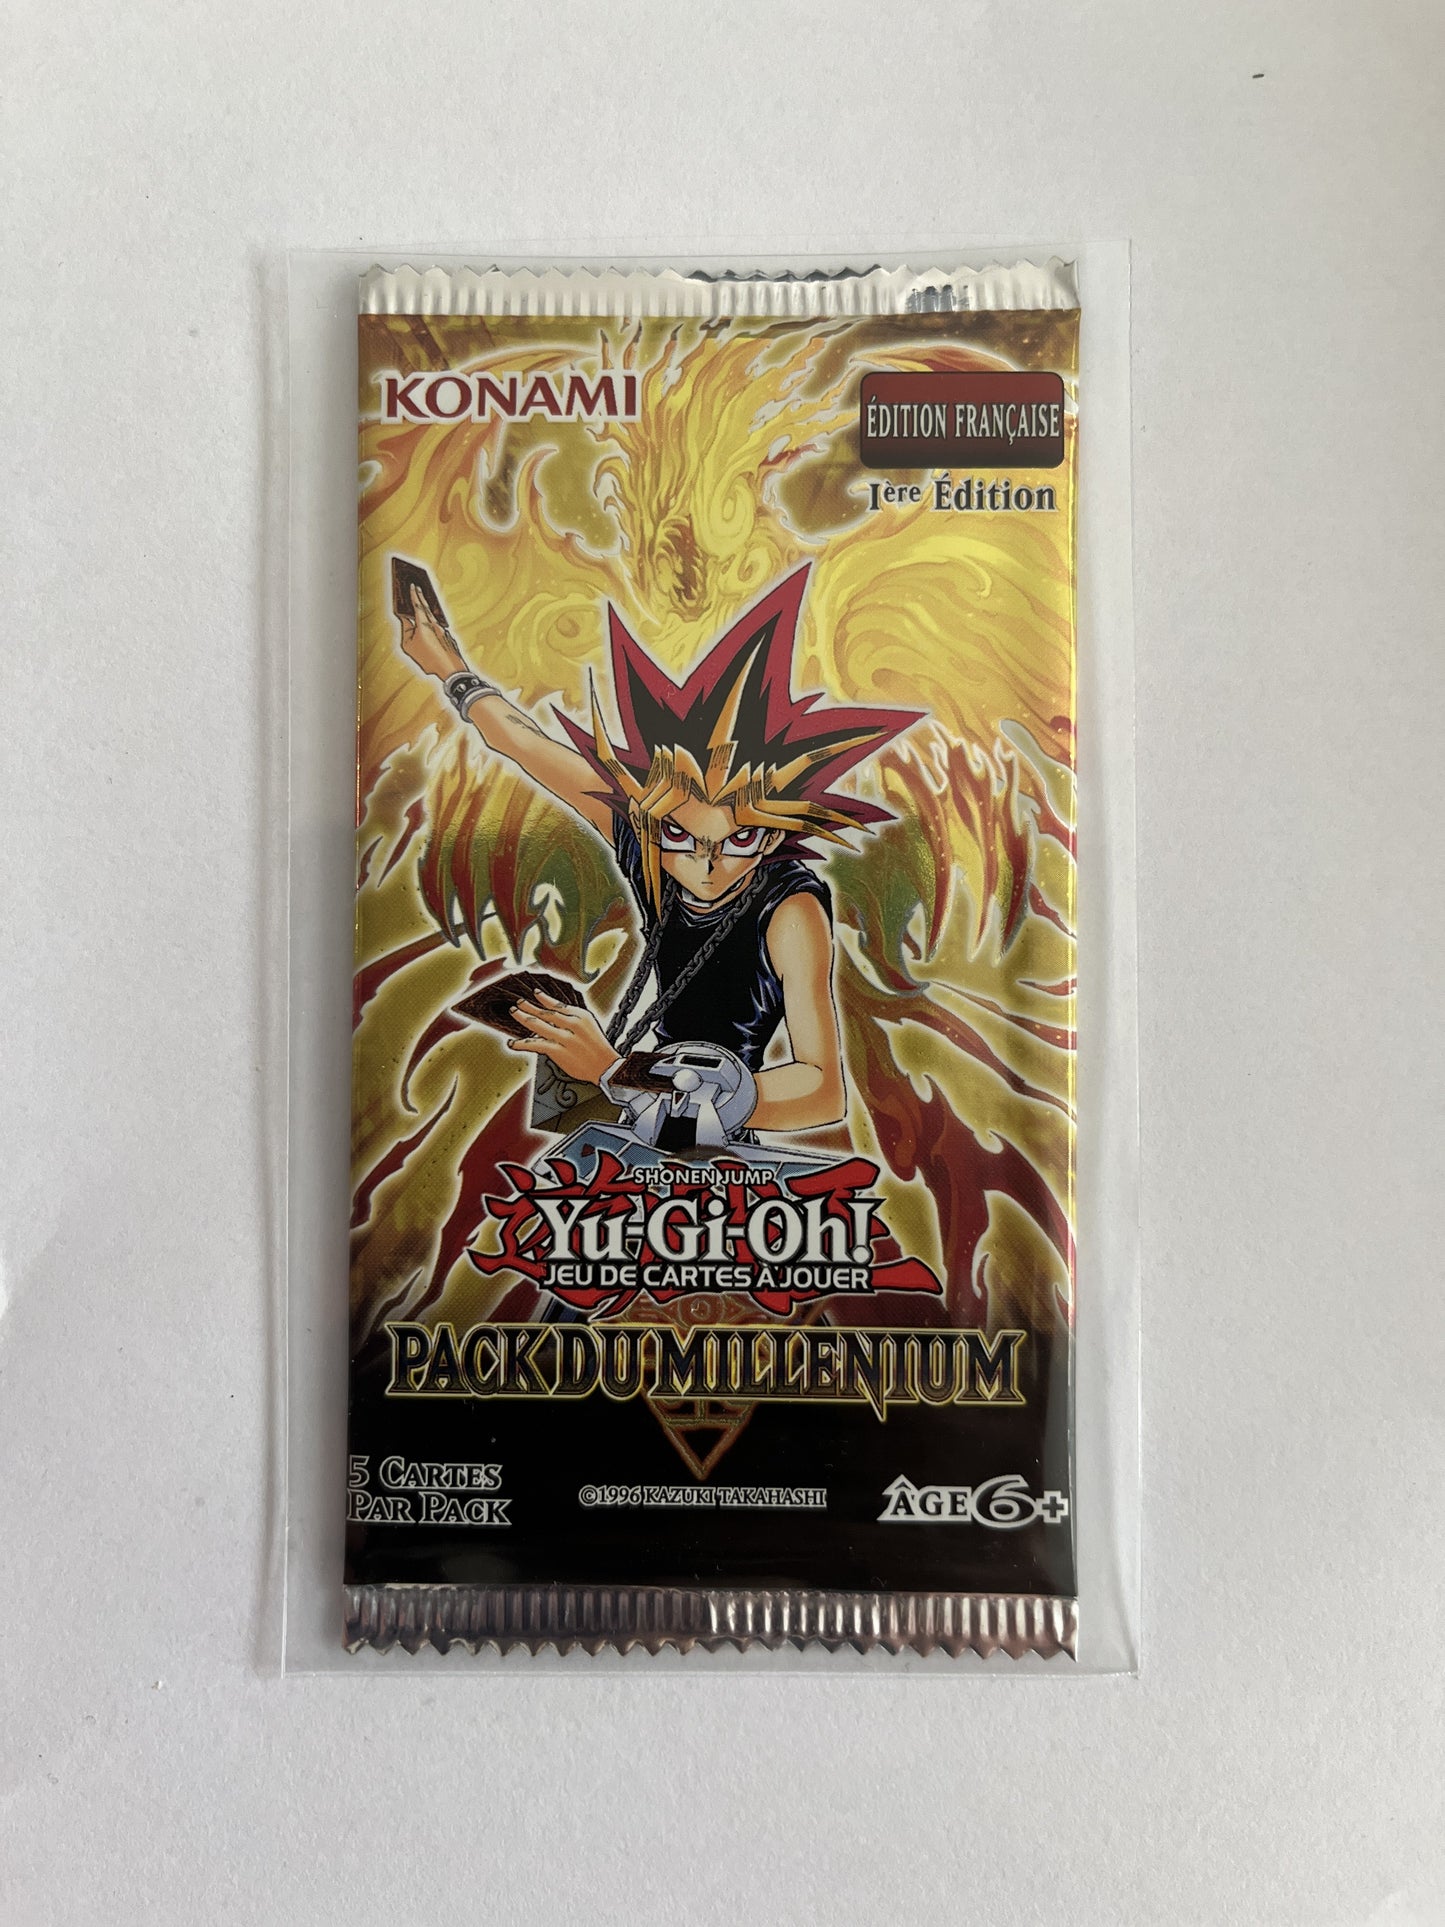 KONAMI
ÉDITION FRANÇAISE
Ière Édition
SHONEN JUMP
Yu-Gi-Oh!
JEU DE CARTES À JOUER
PACK DU MILLENIUM
5 CARTES
PAR PACK
©1996 KAZUKI TAKAHASHI
ÂGE 6+